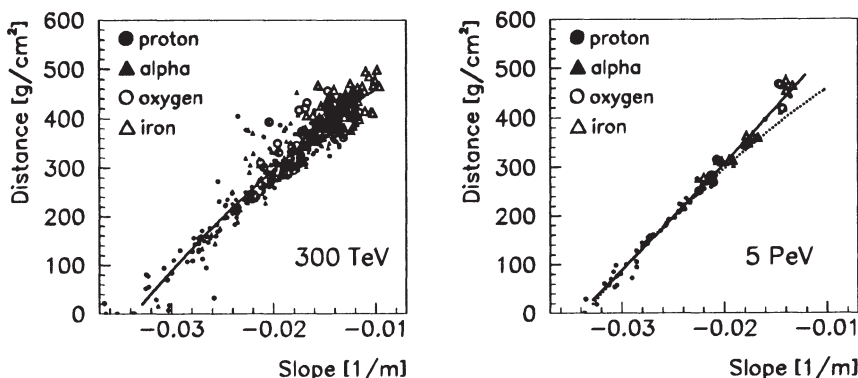 600
500
400
300
200
100
0
Distance [g/cm²]
● proton
▲ alpha
○ oxygen
△ iron
300 TeV
−0.03
−0.02
−0.01
Slope [1/m]
600
500
400
300
200
100
0
Distance [g/cm²]
● proton
▲ alpha
○ oxygen
△ iron
5 PeV
−0.03
−0.02
−0.01
Slope [1/m]